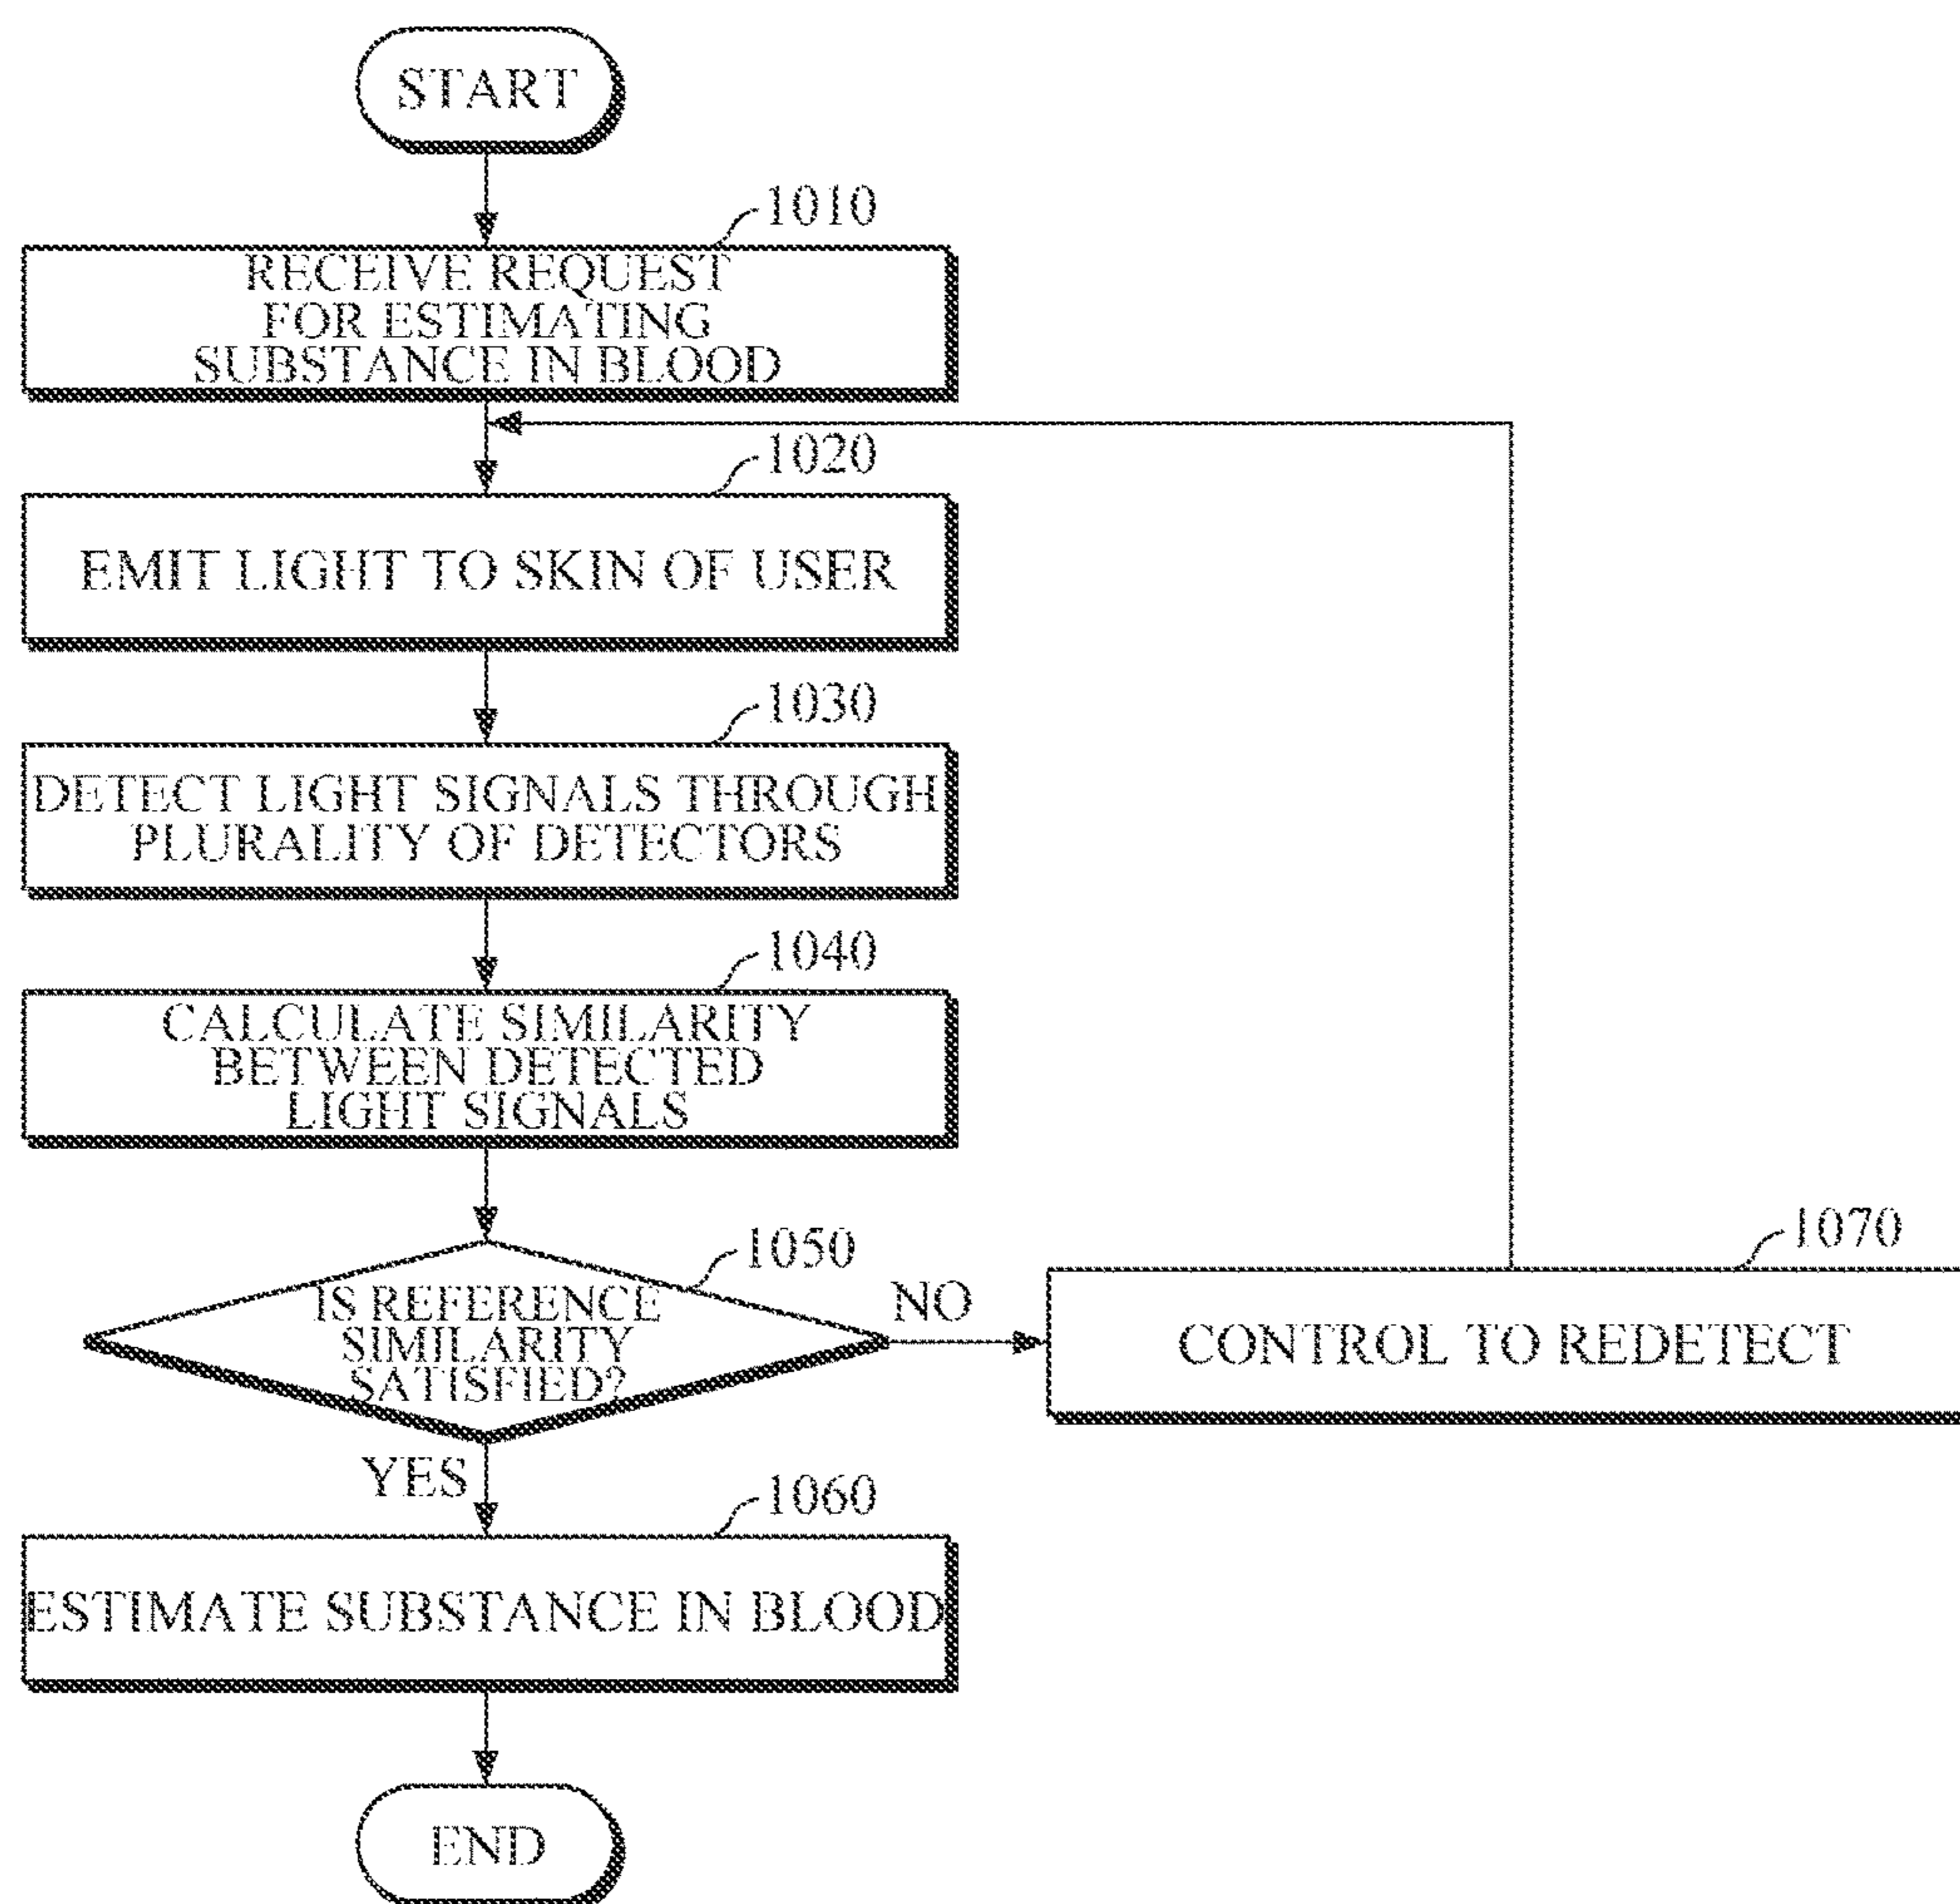 START
1010
RECEIVE REQUEST
FOR ESTIMATING
SUBSTANCE IN BLOOD
1020
EMIT LIGHT TO SKIN OF USER
1030
DETECT LIGHT SIGNALS THROUGH
PLURALITY OF DETECTORS
1040
CALCULATE SIMILARITY
BETWEEN DETECTED
LIGHT SIGNALS
1050
IS REFERENCE
SIMILARITY
SATISFIED?
NO
1070
CONTROL TO REDETECT
YES
1060
ESTIMATE SUBSTANCE IN BLOOD
END